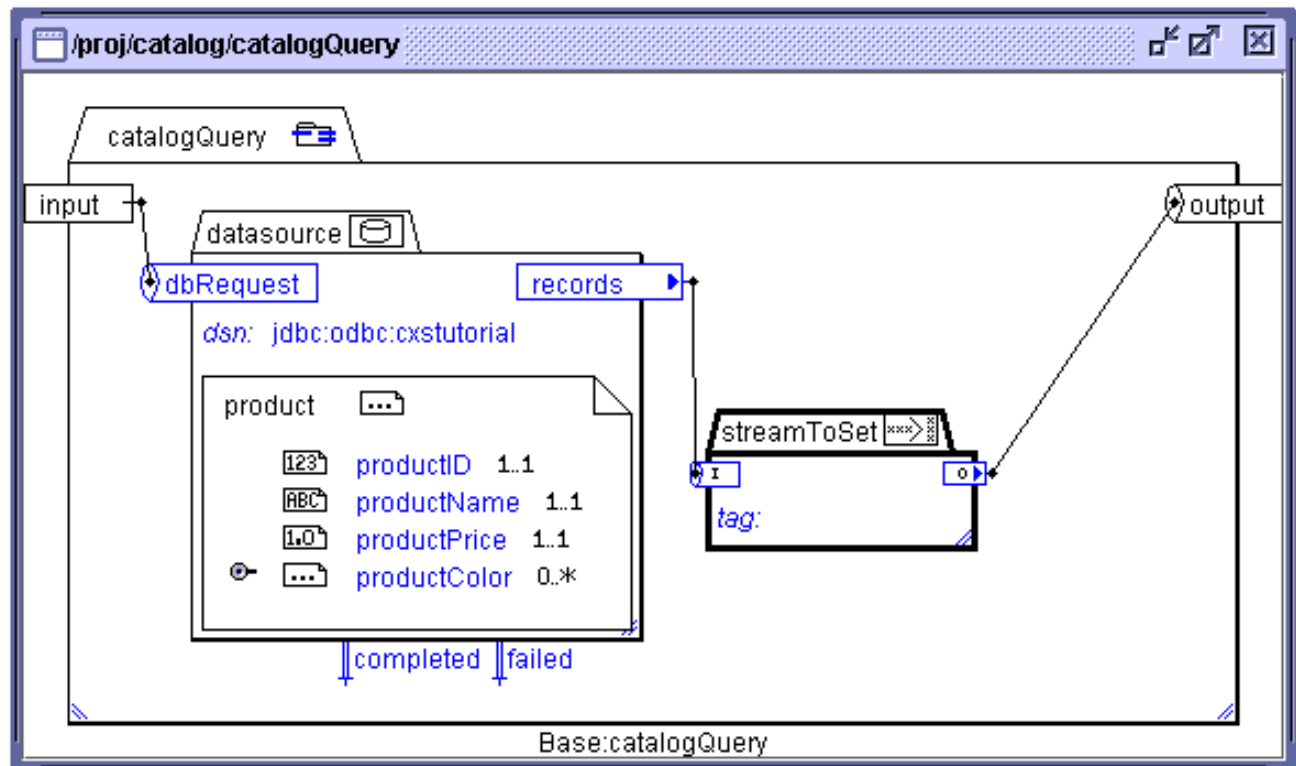 /proj/catalog/catalogQuery
catalogQuery
input
output
datasource
dbRequest
records
dsn: jdbc:odbc:cxstutorial
product ...
123 productID 1..1
ABC productName 1..1
1.0 productPrice 1..1
... productColor 0..*
streamToSet
I
O
tag:
completed
failed
Base:catalogQuery